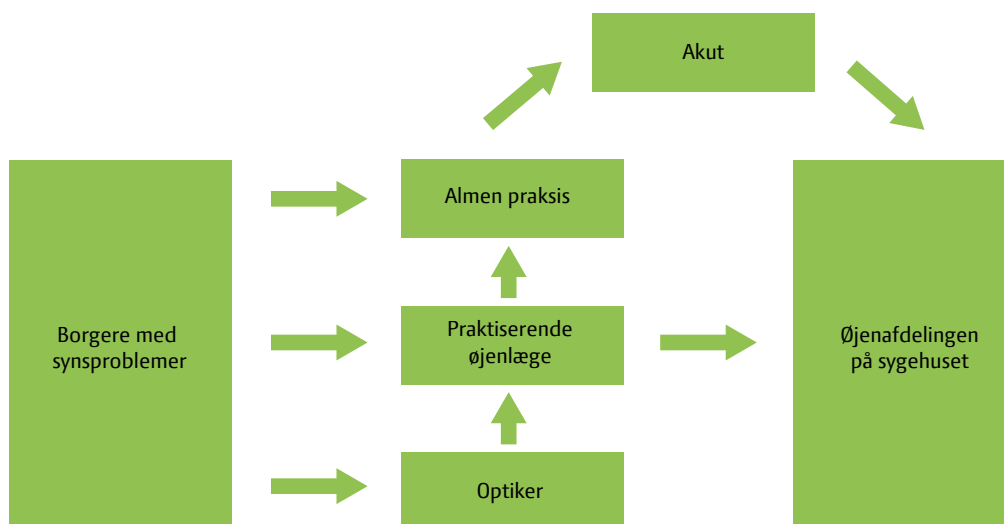 Akut
Almen praksis
Borgere med
synsproblemer
Praktiserende
øjenlæge
Øjenafdelingen
på sygehuset
Optiker